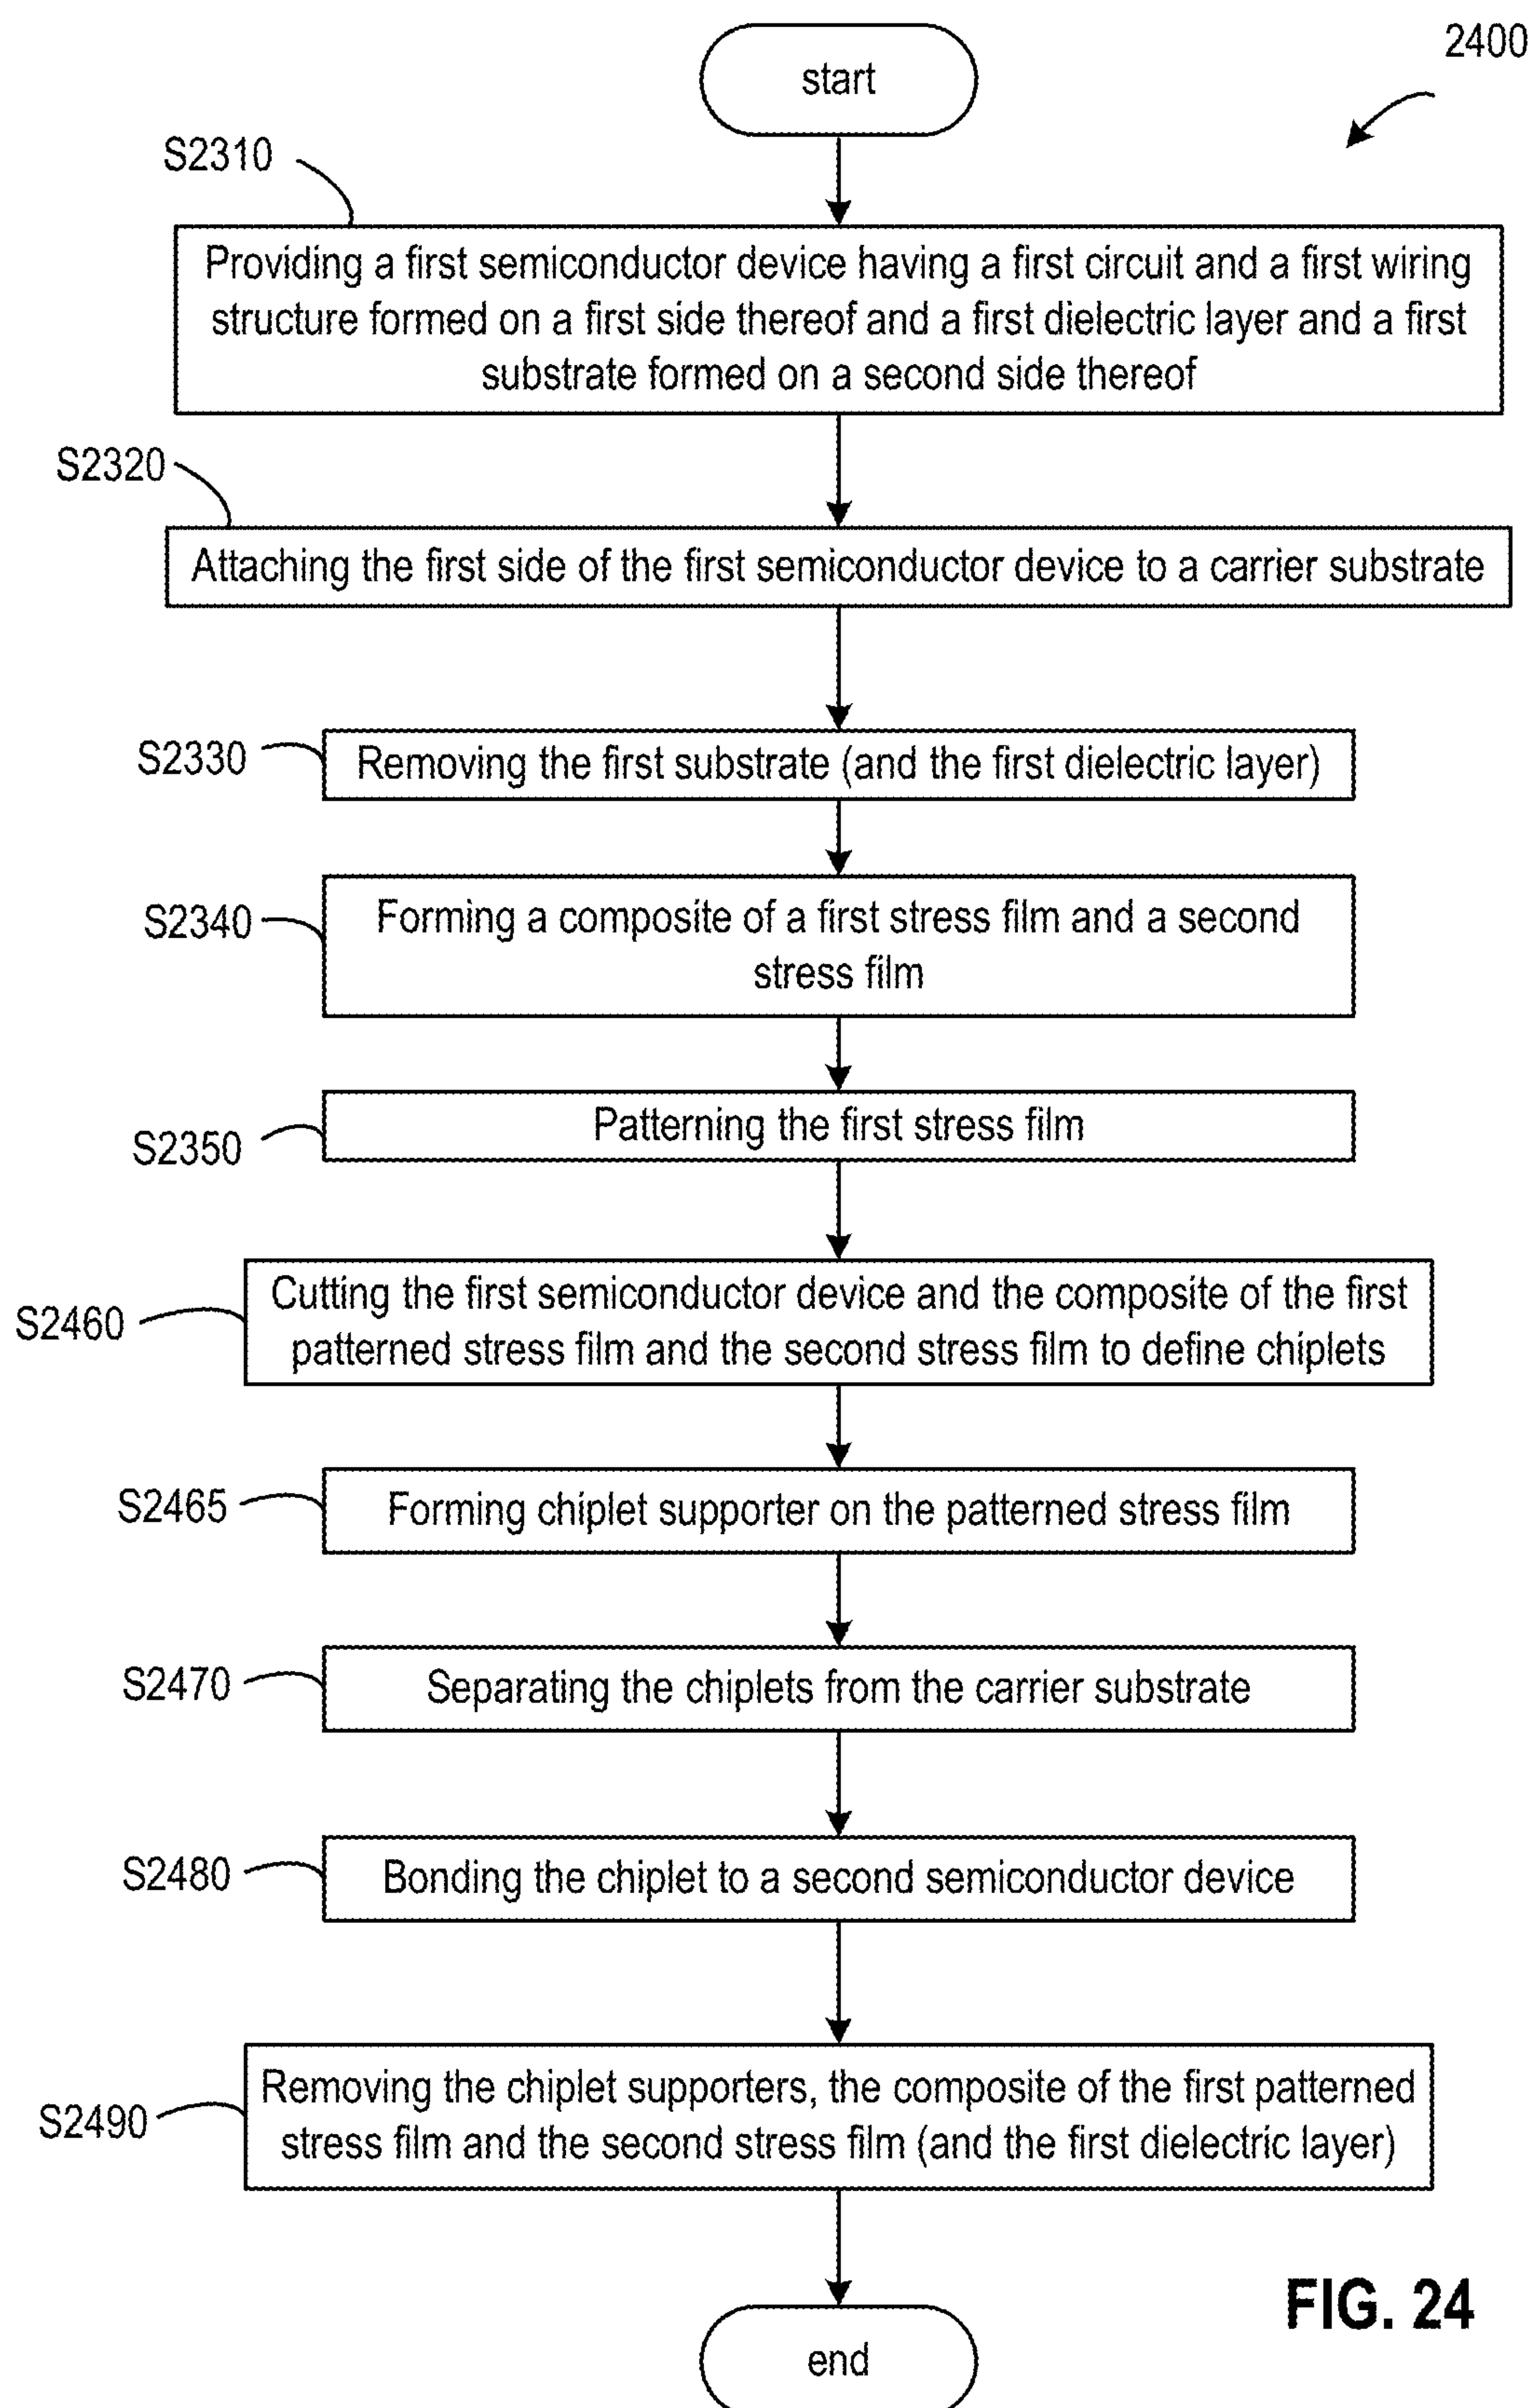 2400
start
S2310
Providing a first semiconductor device having a first circuit and a first wiring
structure formed on a first side thereof and a first dielectric layer and a first
substrate formed on a second side thereof
S2320
Attaching the first side of the first semiconductor device to a carrier substrate
S2330
Removing the first substrate (and the first dielectric layer)
S2340
Forming a composite of a first stress film and a second
stress film
S2350
Patterning the first stress film
S2460
Cutting the first semiconductor device and the composite of the first
patterned stress film and the second stress film to define chiplets
S2465
Forming chiplet supporter on the patterned stress film
S2470
Separating the chiplets from the carrier substrate
S2480
Bonding the chiplet to a second semiconductor device
S2490
Removing the chiplet supporters, the composite of the first patterned
stress film and the second stress film (and the first dielectric layer)
end
FIG. 24